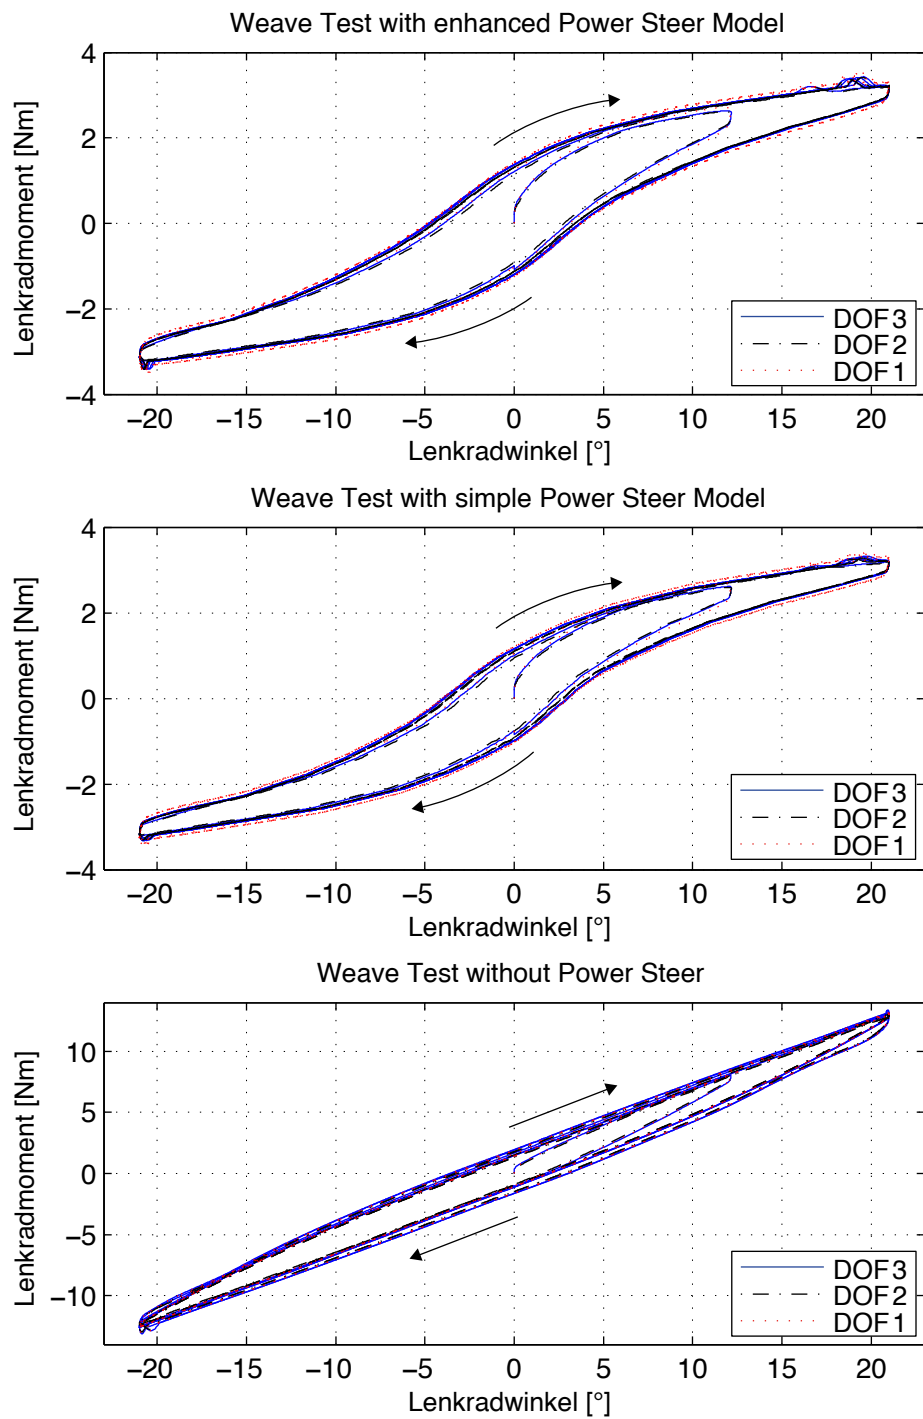 Weave Test with enhanced Power Steer Model
Lenkradmoment [Nm]
4
2
0
−2
−4
−20 −15 −10 −5 0 5 10 15 20
Lenkradwinkel [°]
DOF3
DOF2
DOF1
Weave Test with simple Power Steer Model
Lenkradmoment [Nm]
4
2
0
−2
−4
−20 −15 −10 −5 0 5 10 15 20
Lenkradwinkel [°]
DOF3
DOF2
DOF1
Weave Test without Power Steer
Lenkradmoment [Nm]
10
5
0
−5
−10
−20 −15 −10 −5 0 5 10 15 20
Lenkradwinkel [°]
DOF3
DOF2
DOF1